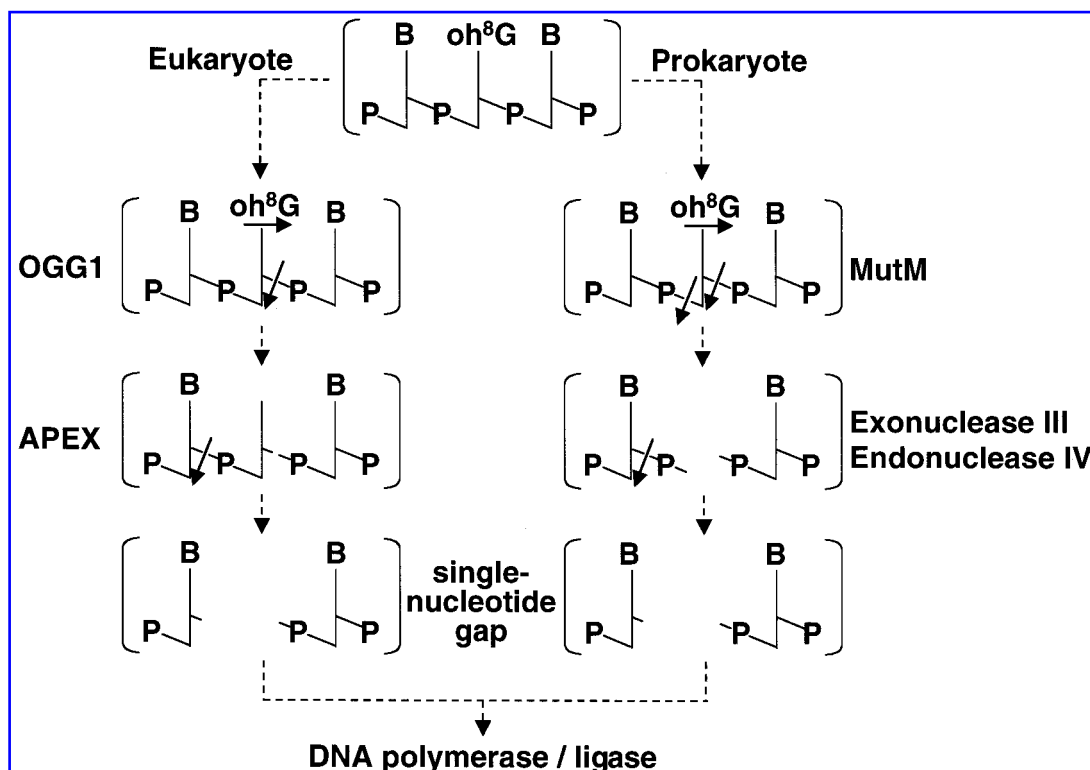 B oh⁸G B
Eukaryote
Prokaryote
P P P P
B oh⁸G B
OGG1
P P P P
B oh⁸G B
MutM
P P P P
B B
APEX
P P P P
B B
Exonuclease III
Endonuclease IV
P P P P
B B
P P P
single-
nucleotide
gap
B B
P P P
DNA polymerase / ligase